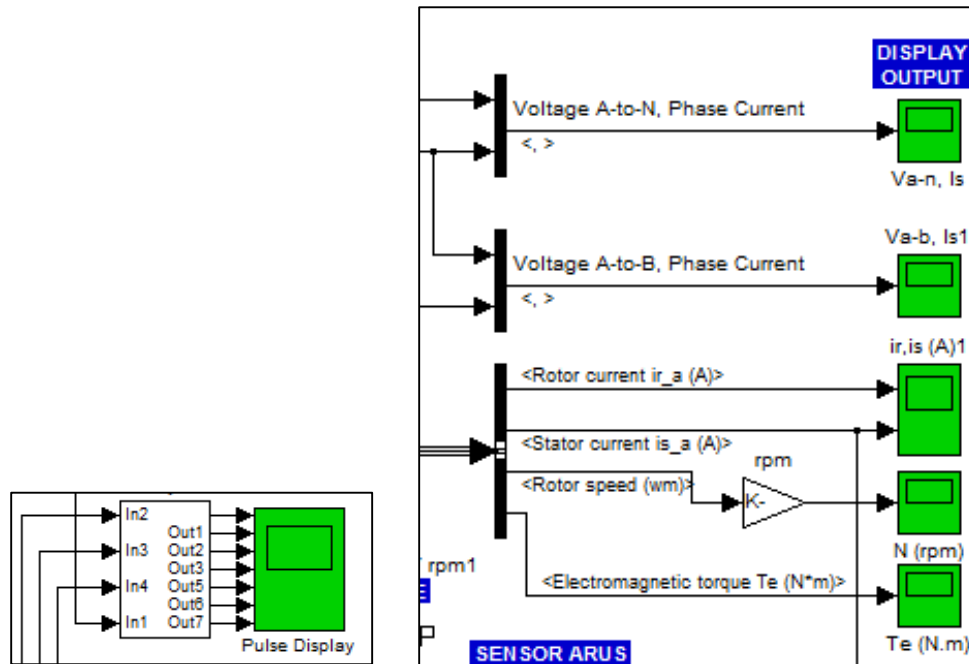 DISPLAY
OUTPUT
Voltage A-to-N, Phase Current
<, >
Va-n, Is
Va-b, Is1
Voltage A-to-B, Phase Current
<, >
ir,is (A)1
<Rotor current ir_a (A)>
<Stator current is_a (A)>
rpm
<Rotor speed (wm)>
K-
N (rpm)
rpm1
<Electromagnetic torque Te (N*m)>
Te (N.m)
SENSOR ARUS
In2
Out1
In3
Out2
Out3
In4
Out5
Out6
In1
Out7
Pulse Display